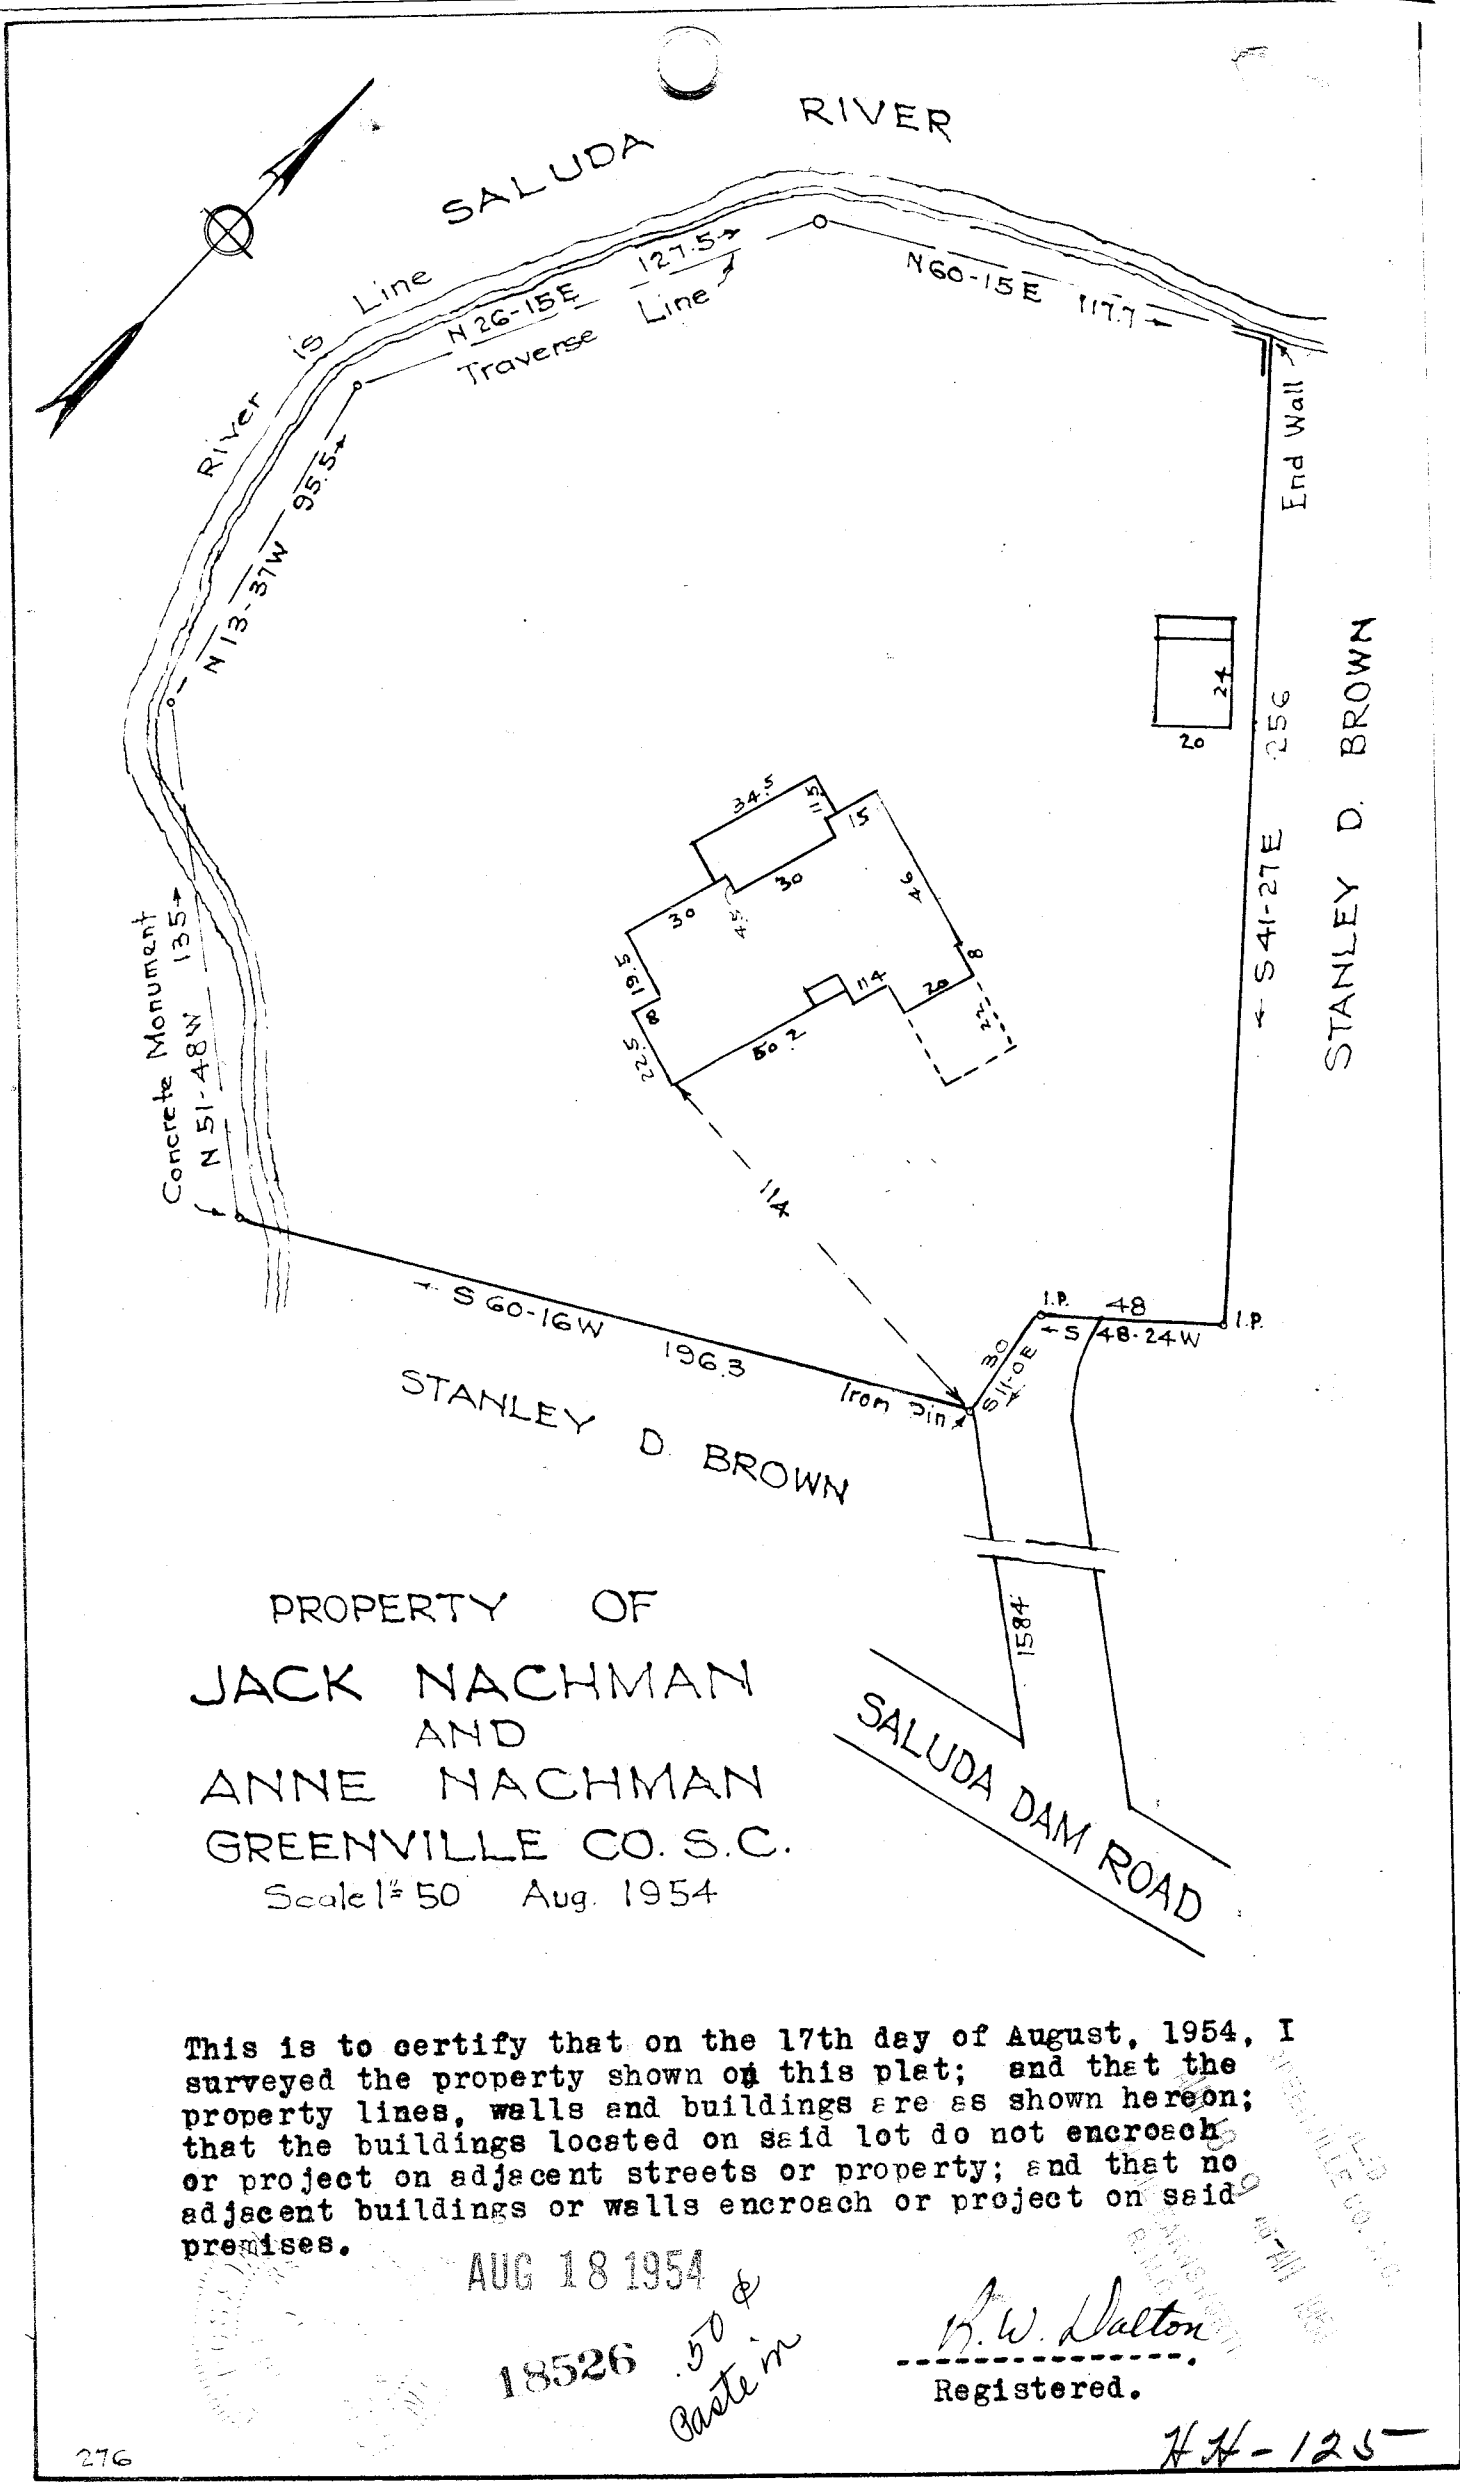 SALUDA RIVER
River is Line
N 26-15E 127.5
Traverse Line
N60-15E 117.7
N 13-37W 95.5
End Wall
STANLEY D. BROWN
S 41-27E 256
24
20
34.5
11.5
15
30
30
4.5
46
19.5
8
22.5
50.2
11.4
20
8
22
Concrete Monument
N 51-48W 135
114
S 60-16W 196.3
Iron Pin
I.P. 48 I.P.
S 48-24W
30
S 11-0E
STANLEY D. BROWN
1584
SALUDA DAM ROAD
PROPERTY OF
JACK NACHMAN
AND
ANNE NACHMAN
GREENVILLE CO. S.C.
Scale 1"= 50 Aug. 1954
This is to certify that on the 17th day of August, 1954, I
surveyed the property shown on this plat; and that the
property lines, walls and buildings are as shown hereon;
that the buildings located on said lot do not encroach
or project on adjacent streets or property; and that no
adjacent buildings or walls encroach or project on said
premises.
AUG 18 1954
18526 .50 ¢
Paste in
R.W. Dalton
Registered.
276
HH-125